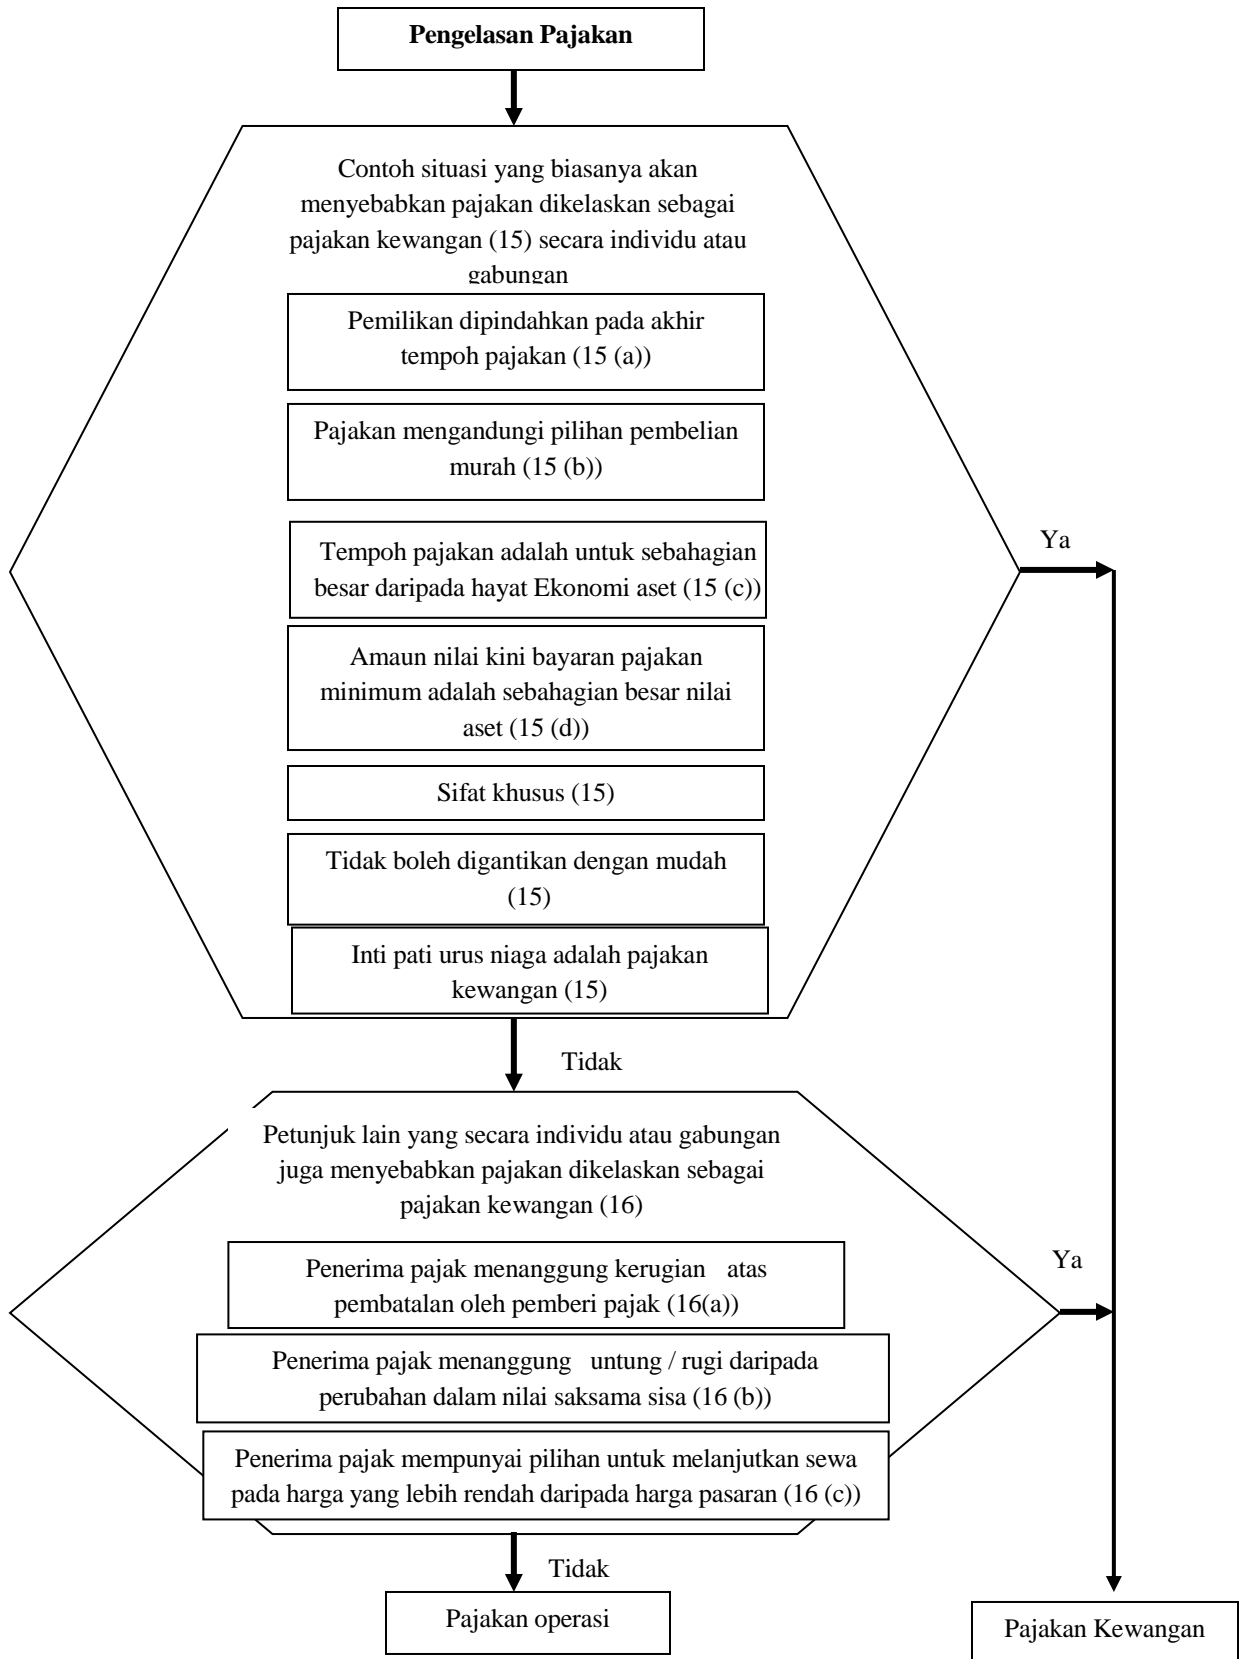 Pengelasan Pajakan
Contoh situasi yang biasanya akan
menyebabkan pajakan dikelaskan sebagai
pajakan kewangan (15) secara individu atau
gabungan
Pemilikan dipindahkan pada akhir
tempoh pajakan (15 (a))
Pajakan mengandungi pilihan pembelian
murah (15 (b))
Ya
Tempoh pajakan adalah untuk sebahagian
besar daripada hayat Ekonomi aset (15 (c))
Amaun nilai kini bayaran pajakan
minimum adalah sebahagian besar nilai
aset (15 (d))
Sifat khusus (15)
Tidak boleh digantikan dengan mudah
(15)
Inti pati urus niaga adalah pajakan
kewangan (15)
Tidak
Petunjuk lain yang secara individu atau gabungan
juga menyebabkan pajakan dikelaskan sebagai
pajakan kewangan (16)
Ya
Penerima pajak menanggung kerugian atas
pembatalan oleh pemberi pajak (16(a))
Penerima pajak menanggung untung / rugi daripada
perubahan dalam nilai saksama sisa (16 (b))
Penerima pajak mempunyai pilihan untuk melanjutkan sewa
pada harga yang lebih rendah daripada harga pasaran (16 (c))
Tidak
Pajakan operasi
Pajakan Kewangan